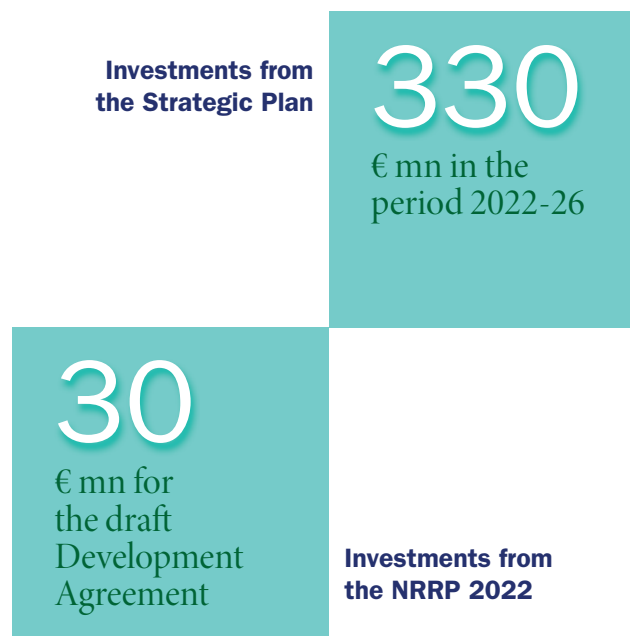 Investments from
the Strategic Plan
330
€ mn in the
period 2022-26
30
€ mn for
the draft
Development
Agreement
Investments from
the NRRP 2022